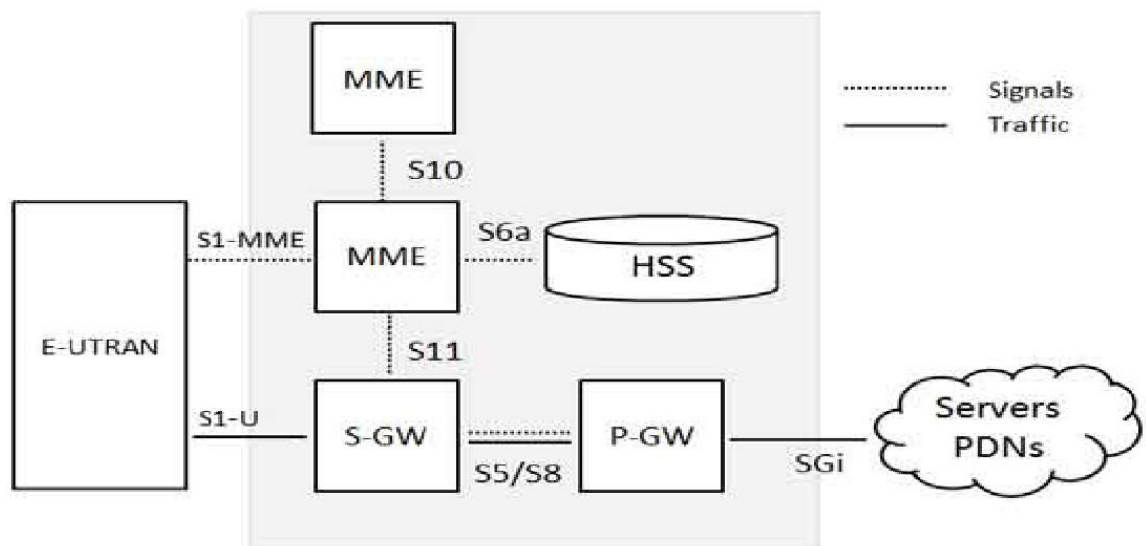 MME
Signals
Traffic
S10
S1-MME
MME
S6a
HSS
E-UTRAN
S11
S1-U
S-GW
S5/S8
P-GW
SGi
Servers
PDNs